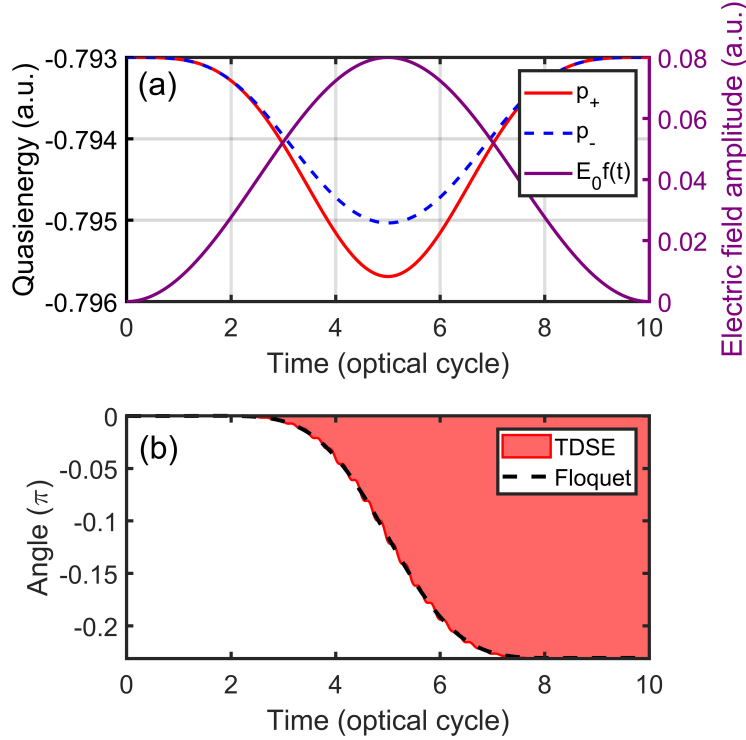 (a)
Quasienergy (a.u.)
-0.793
-0.794
-0.795
-0.796
0 2 4 6 8 10
Time (optical cycle)
p+
p-
E0f(t)
0.08
0.06
0.04
0.02
0
Electric field amplitude (a.u.)
(b)
Angle (π)
0
-0.05
-0.1
-0.15
-0.2
0 2 4 6 8 10
Time (optical cycle)
TDSE
Floquet